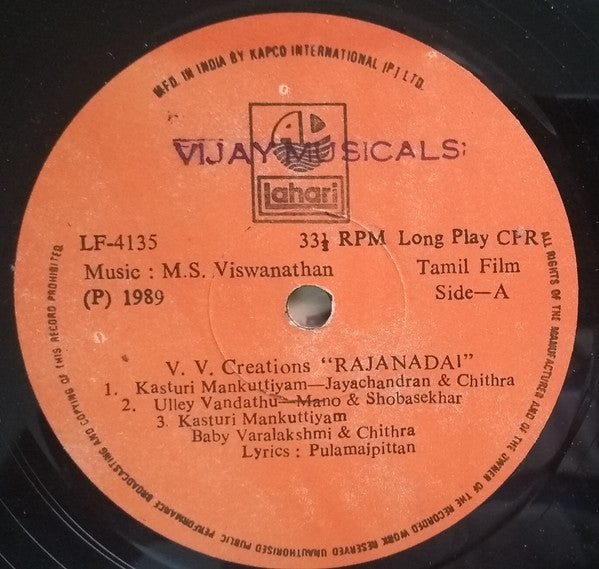 MFD. IN INDIA BY KAPCO INTERNATIONAL (P) LTD.
Lahari
VIJAY MUSICALS
LF-4135 33⅓ RPM Long Play
Music : M.S. Viswanathan Tamil Film
(P) 1989 Side—A
V. V. Creations "RAJANADAI"
1. Kasturi Mankuttiyam—Jayachandran & Chithra
2. Ulley Vandathu—Mano & Shobasekhar
3. Kasturi Mankuttiyam
Baby Varalakshmi & Chithra
Lyrics : Pulamaipittan
ALL RIGHTS OF THE MANUFACTURER AND OF THE OWNER OF THE RECORDED WORK RESERVED UNAUTHORISED PUBLIC PERFORMANCE BROADCASTING AND COPYING OF THIS RECORD PROHIBITED